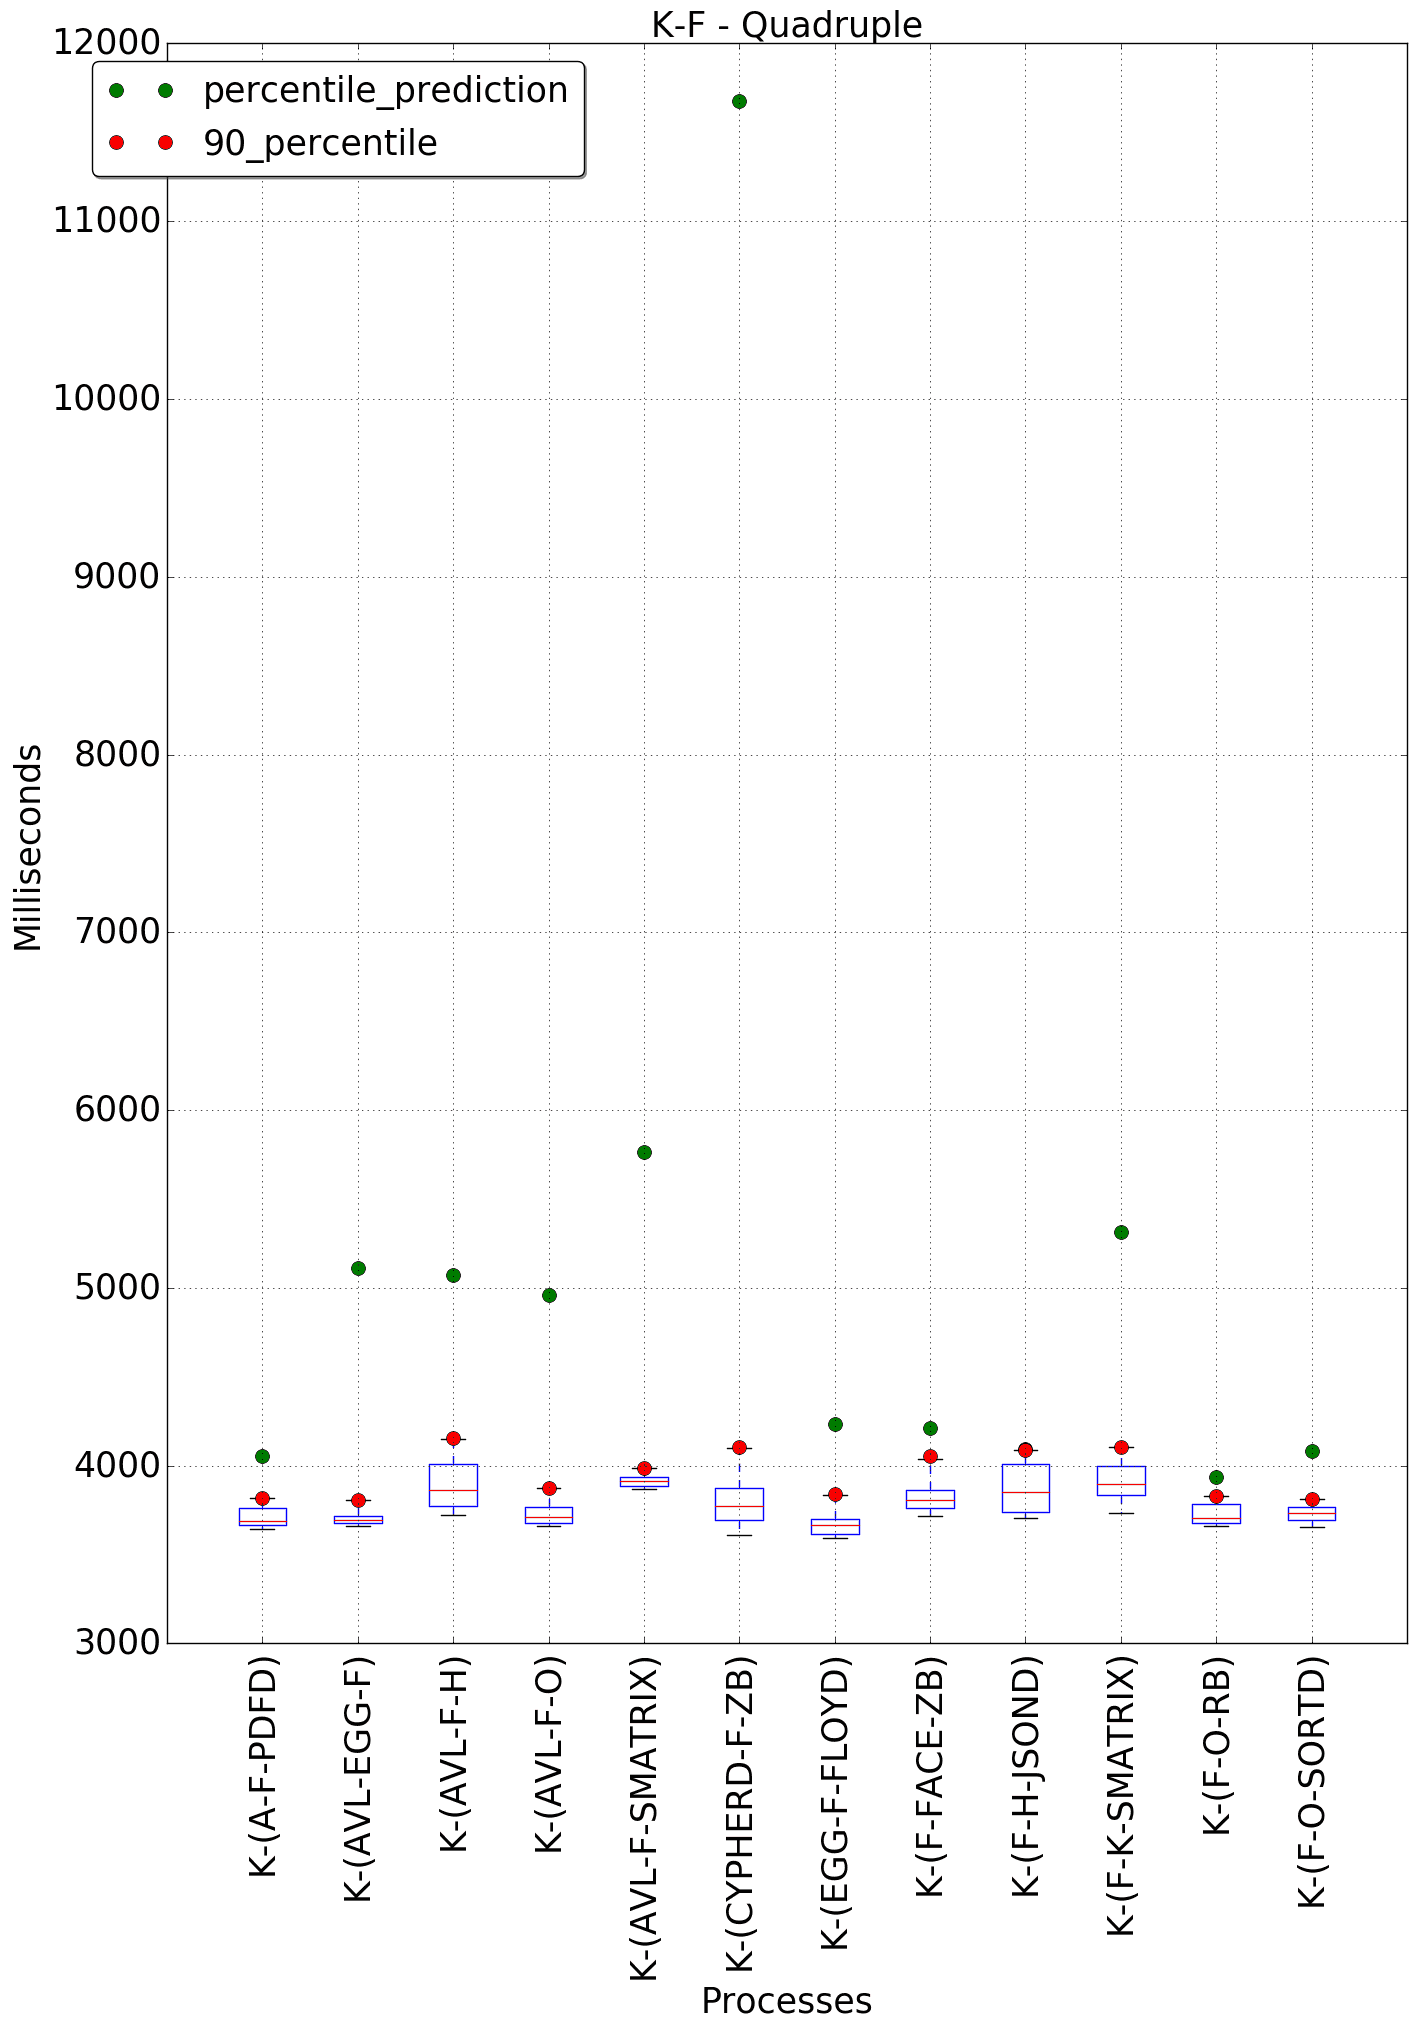 K-F - Quadruple
percentile_prediction
90_percentile
12000
11000
10000
9000
8000
7000
6000
5000
4000
3000
Milliseconds
K-(A-F-PDFD)
K-(AVL-EGG-F)
K-(AVL-F-H)
K-(AVL-F-O)
K-(AVL-F-SMATRIX)
K-(CYPHERD-F-ZB)
K-(EGG-F-FLOYD)
K-(F-FACE-ZB)
K-(F-H-JSOND)
K-(F-K-SMATRIX)
K-(F-O-RB)
K-(F-O-SORTD)
Processes